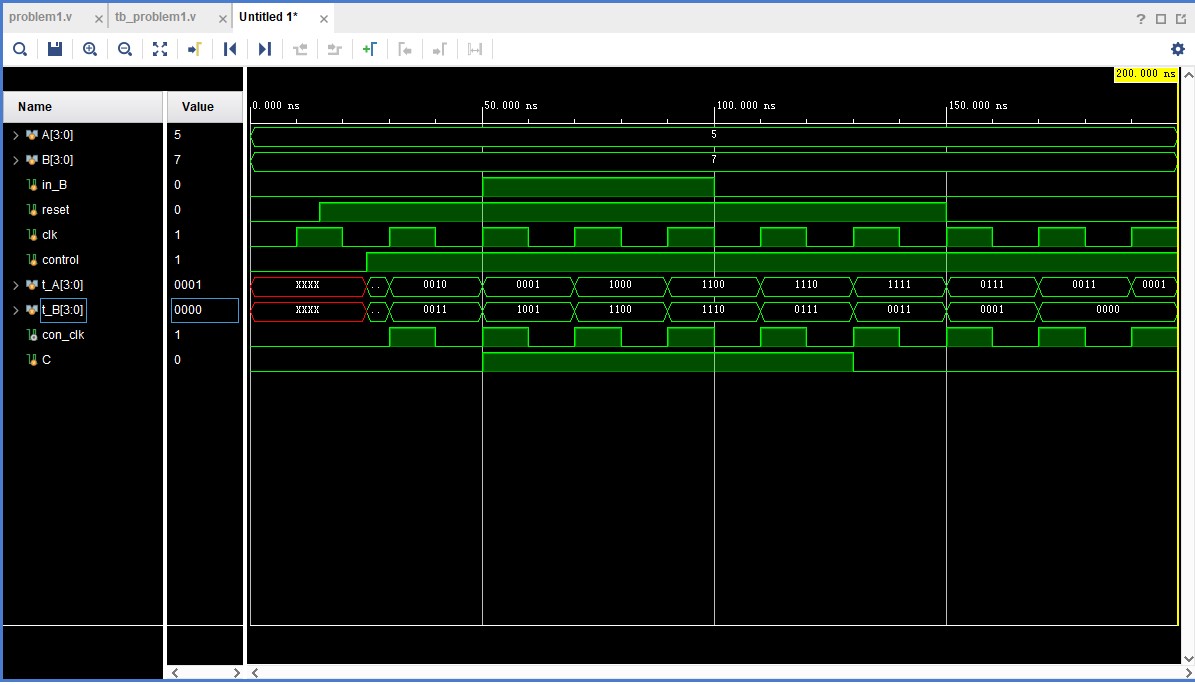 problem1.v × tb_problem1.v × Untitled 1* ×
?
200.000 ns
Name Value
0.000 ns 50.000 ns 100.000 ns 150.000 ns
A[3:0] 5 5
B[3:0] 7 7
in_B 0
reset 0
clk 1
control 1
t_A[3:0] 0001 XXXX .. 0010 0001 1000 1100 1110 1111 0111 0011 0001
t_B[3:0] 0000 XXXX .. 0011 1001 1100 1110 0111 0011 0001 0000
con_clk 1
C 0